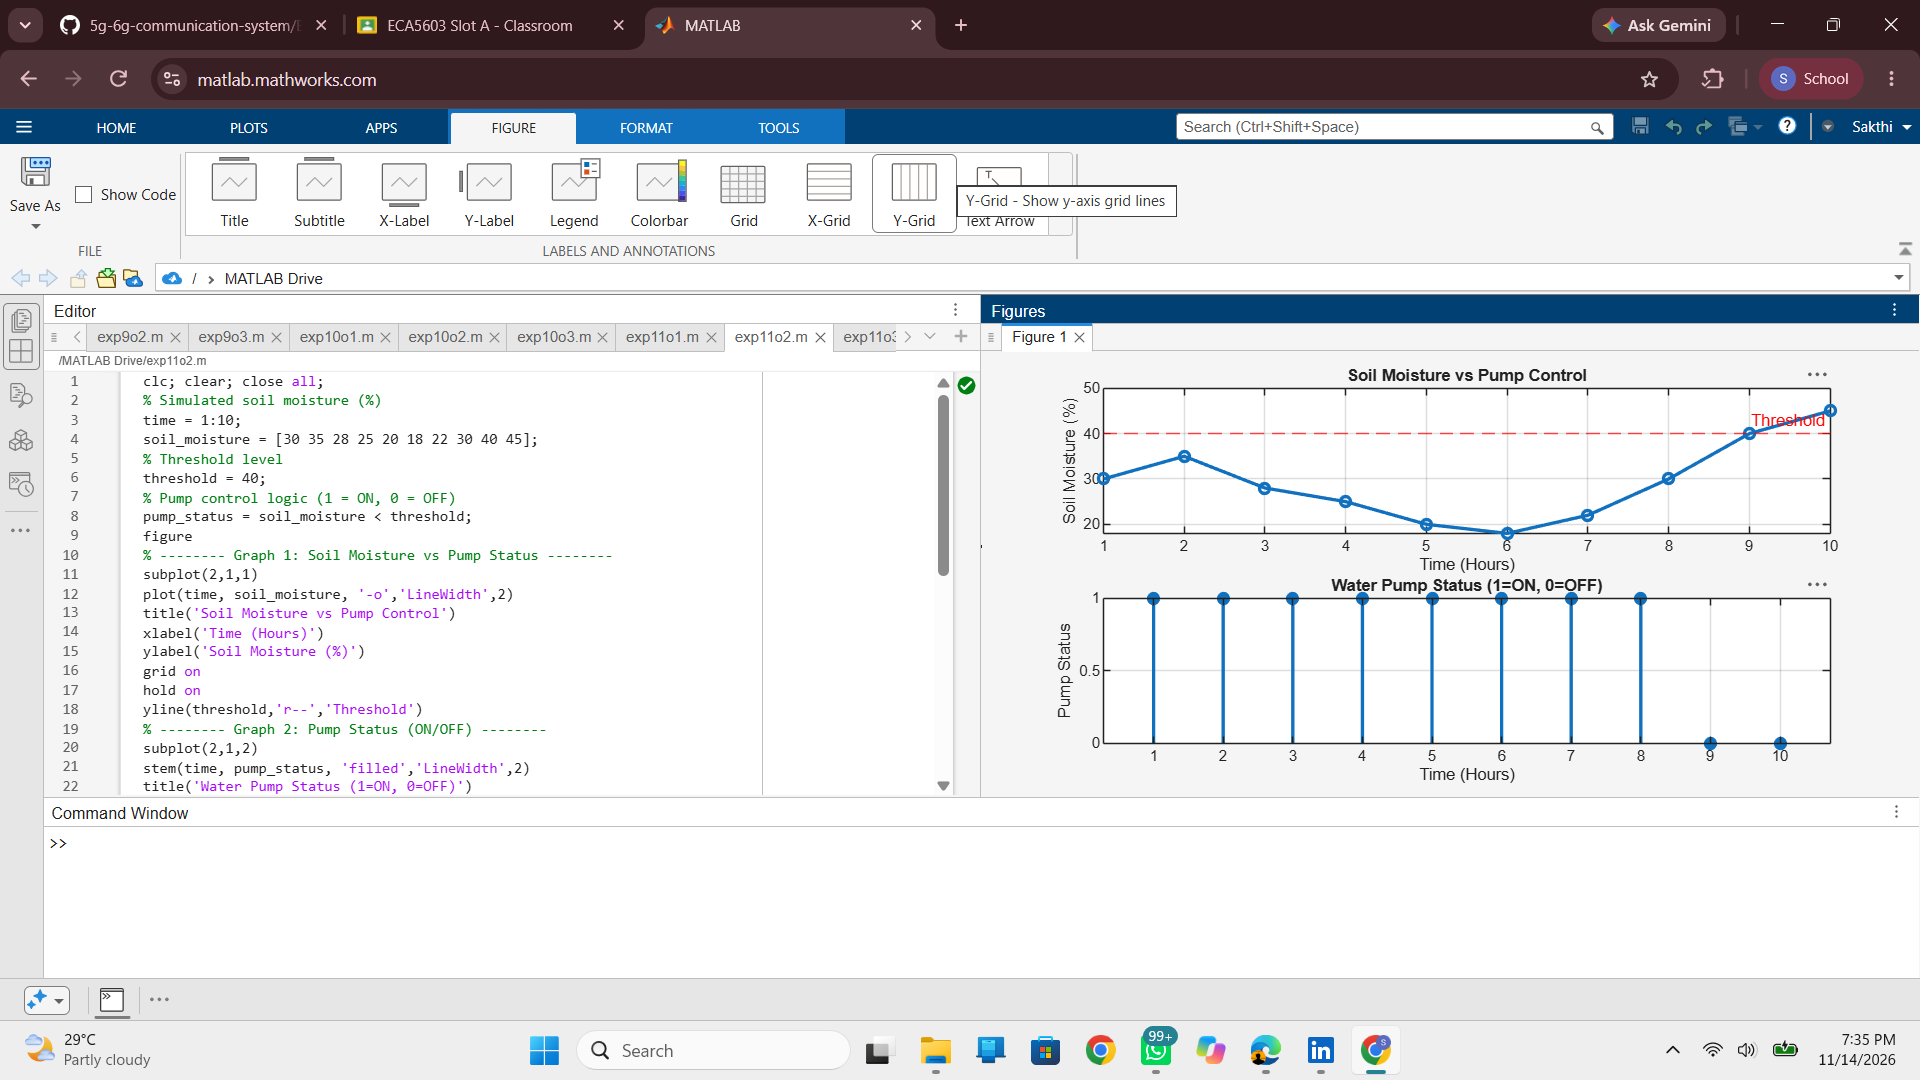 5g-6g-communication-system/
ECA5603 Slot A - Classroom
MATLAB
Ask Gemini
matlab.mathworks.com
S School
HOME PLOTS APPS FIGURE FORMAT TOOLS
Search (Ctrl+Shift+Space)
Sakthi
Save As
Show Code
FILE
Title Subtitle X-Label Y-Label Legend Colorbar Grid X-Grid Y-Grid Text Arrow
Y-Grid - Show y-axis grid lines
LABELS AND ANNOTATIONS
/ › MATLAB Drive
Editor
exp9o2.m exp9o3.m exp10o1.m exp10o2.m exp10o3.m exp11o1.m exp11o2.m exp11o3
/MATLAB Drive/exp11o2.m
1 clc; clear; close all;
2 % Simulated soil moisture (%)
3 time = 1:10;
4 soil_moisture = [30 35 28 25 20 18 22 30 40 45];
5 % Threshold level
6 threshold = 40;
7 % Pump control logic (1 = ON, 0 = OFF)
8 pump_status = soil_moisture < threshold;
9 figure
10 % -------- Graph 1: Soil Moisture vs Pump Status --------
11 subplot(2,1,1)
12 plot(time, soil_moisture, '-o','LineWidth',2)
13 title('Soil Moisture vs Pump Control')
14 xlabel('Time (Hours)')
15 ylabel('Soil Moisture (%)')
16 grid on
17 hold on
18 yline(threshold,'r--','Threshold')
19 % -------- Graph 2: Pump Status (ON/OFF) --------
20 subplot(2,1,2)
21 stem(time, pump_status, 'filled','LineWidth',2)
22 title('Water Pump Status (1=ON, 0=OFF)')
Figures
Figure 1
Soil Moisture vs Pump Control
Soil Moisture (%)
50
40
30
20
Threshold
1 2 3 4 5 6 7 8 9 10
Time (Hours)
Water Pump Status (1=ON, 0=OFF)
Pump Status
1
0.5
0
1 2 3 4 5 6 7 8 9 10
Time (Hours)
Command Window
>>
29°C
Partly cloudy
Search
99+
7:35 PM
11/14/2026